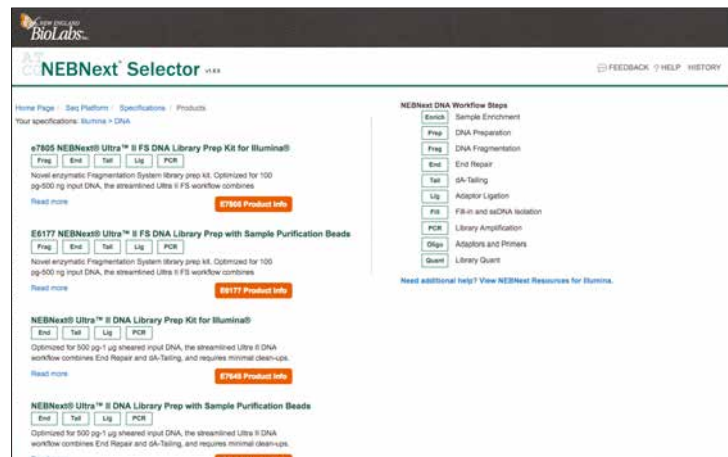 NEW ENGLAND
BioLabs Inc.
NEBNext® Selector
FEEDBACK ? HELP HISTORY
Home Page / Seq Platform / Specifications / Products
Your specifications: Illumina > DNA
e7805 NEBNext® Ultra™ II FS DNA Library Prep Kit for Illumina®
Frag End Tail Lig PCR
Novel enzymatic Fragmentation System library prep kit. Optimized for 100
pg-500 ng input DNA, the streamlined Ultra II FS workflow combines
Read more
E7805 Product Info
E6177 NEBNext® Ultra™ II FS DNA Library Prep with Sample Purification Beads
Frag End Tail Lig PCR
Novel enzymatic Fragmentation System library prep kit. Optimized for 100
pg-500 ng input DNA, the streamlined Ultra II FS workflow combines
Read more
E6177 Product Info
NEBNext® Ultra™ II DNA Library Prep Kit for Illumina®
End Tail Lig PCR
Optimized for 500 pg-1 µg sheared input DNA, the streamlined Ultra II DNA
workflow combines End Repair and dA-Tailing, and requires minimal clean-ups.
Read more
E7645 Product Info
NEBNext® Ultra™ II DNA Library Prep with Sample Purification Beads
End Tail Lig PCR
Optimized for 500 pg-1 µg sheared input DNA, the streamlined Ultra II DNA
workflow combines End Repair and dA-Tailing, and requires minimal clean-ups.
NEBNext DNA Workflow Steps
Enrich Sample Enrichment
Prep DNA Preparation
Frag DNA Fragmentation
End End Repair
Tail dA-Tailing
Lig Adaptor Ligation
Fill Fill-in and ssDNA Isolation
PCR Library Amplification
Oligo Adaptors and Primers
Quant Library Quant
Need additional help? View NEBNext Resources for Illumina.